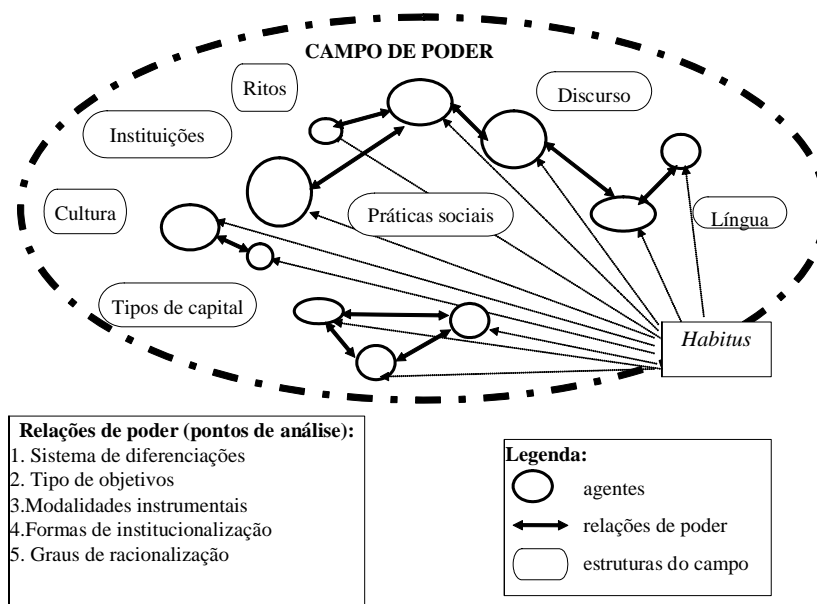 CAMPO DE PODER
Ritos
Discurso
Instituições
Cultura
Práticas sociais
Língua
Tipos de capital
Habitus
Relações de poder (pontos de análise):
1. Sistema de diferenciações
2. Tipo de objetivos
3.Modalidades instrumentais
4.Formas de institucionalização
5. Graus de racionalização
Legenda:
agentes
relações de poder
estruturas do campo